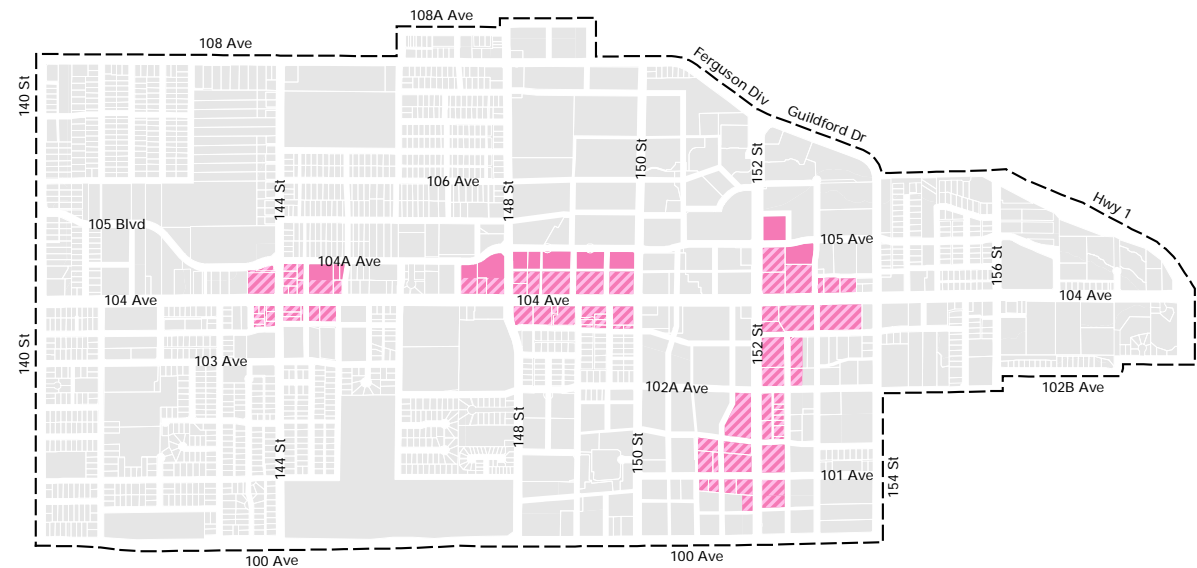 108A Ave
108 Ave
140 St
Ferguson Div
Guildford Dr
150 St
152 St
144 St
106 Ave
148 St
Hwy 1
105 Blvd
105 Ave
104A Ave
156 St
104 Ave
104 Ave
104 Ave
140 St
103 Ave
152 St
102A Ave
102B Ave
148 St
144 St
150 St
101 Ave
154 St
100 Ave
100 Ave